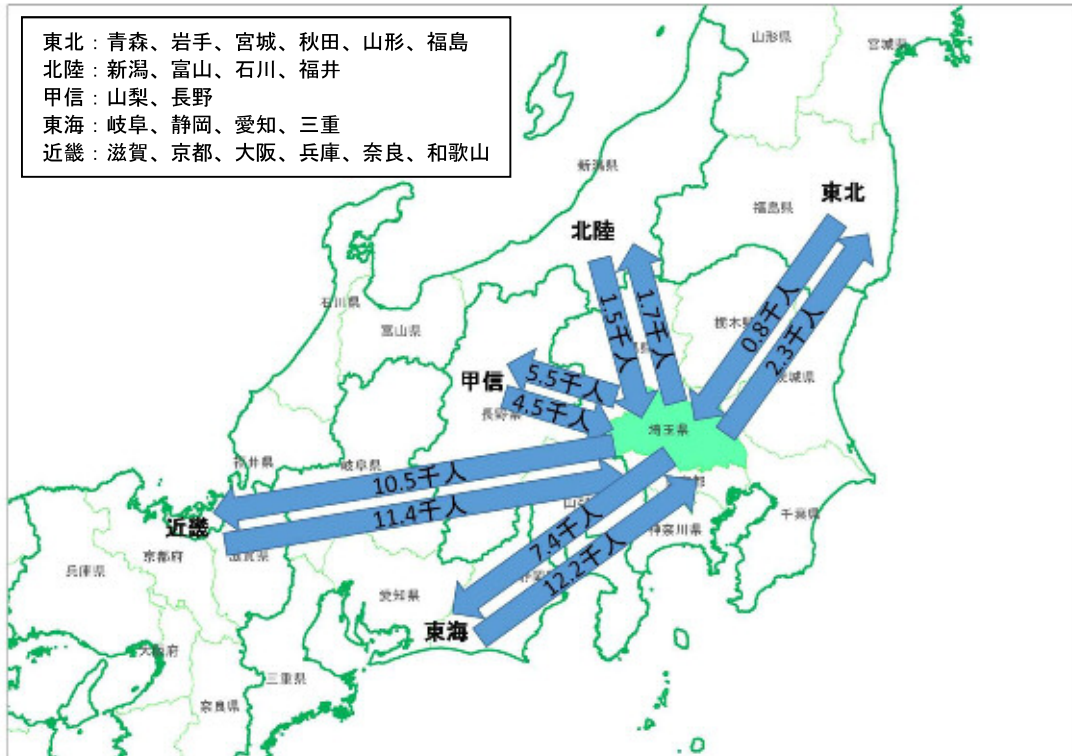 東北：青森、岩手、宮城、秋田、山形、福島
北陸：新潟、富山、石川、福井
甲信：山梨、長野
東海：岐阜、静岡、愛知、三重
近畿：滋賀、京都、大阪、兵庫、奈良、和歌山
山形県
宮城県
新潟県
東北
福島県
北陸
石川県
富山県
栃木県
1.5千人
1.7千人
0.8千人
2.3千人
茨城県
甲信
5.5千人
4.5千人
長野県
埼玉県
福井県
岐阜県
10.5千人
11.4千人
近畿
京都府
滋賀県
兵庫県
神奈川県
千葉県
7.4千人
12.2千人
愛知県
東海
大阪府
三重県
奈良県